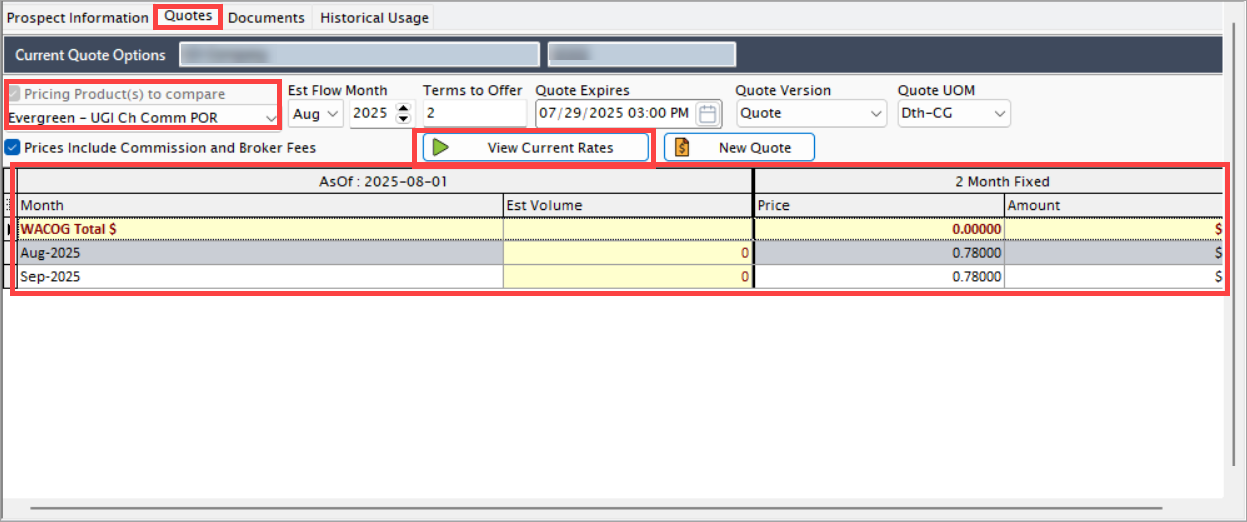 Prospect Information Quotes Documents Historical Usage
Current Quote Options
Pricing Product(s) to compare Est Flow Month Terms to Offer Quote Expires Quote Version Quote UOM
Evergreen - UGI Ch Comm POR Aug 2025 2 07/29/2025 03:00 PM Quote Dth-CG
Prices Include Commission and Broker Fees View Current Rates New Quote
AsOf : 2025-08-01 2 Month Fixed
Month Est Volume Price Amount
WACOG Total $ 0.00000 $
Aug-2025 0 0.78000 $
Sep-2025 0 0.78000 $